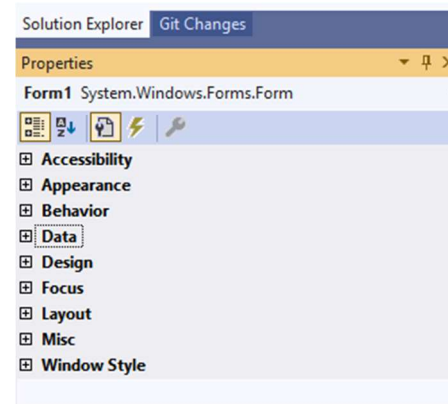 Solution Explorer Git Changes
Properties
Form1 System.Windows.Forms.Form
Accessibility
Appearance
Behavior
Data
Design
Focus
Layout
Misc
Window Style